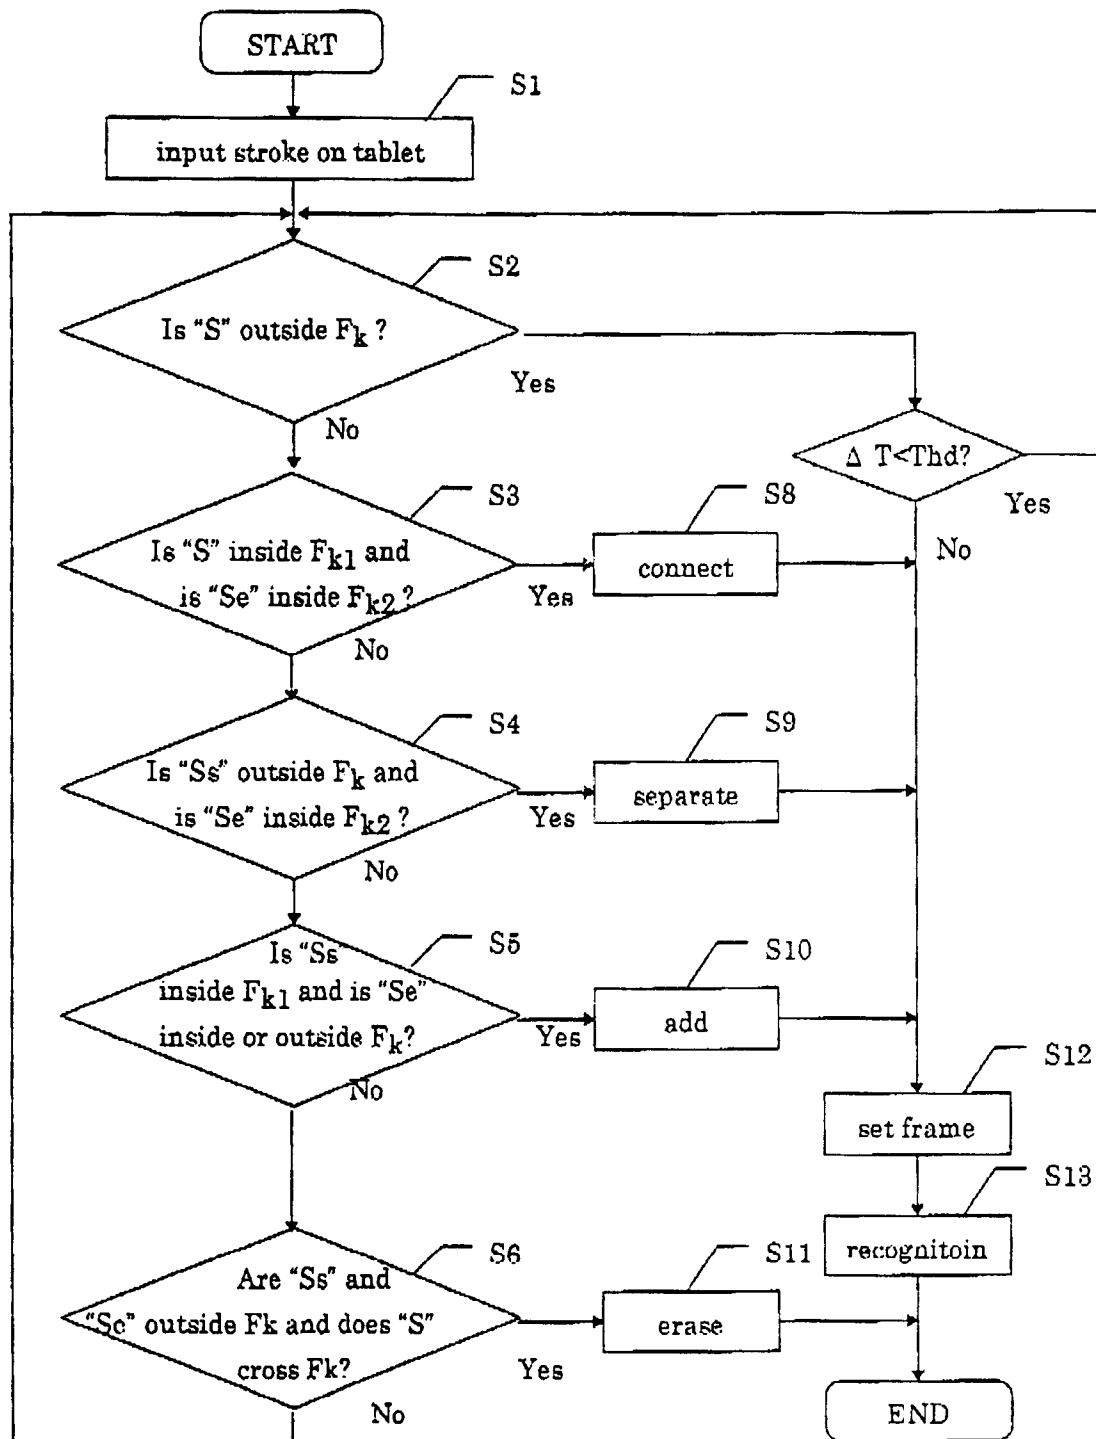 START
S1
input stroke on tablet
S2
Is "S" outside Fk ?
Yes
No
Δ T<Thd?
Yes
No
S3
Is "S" inside Fk1 and
is "Se" inside Fk2 ?
Yes
No
S8
connect
S4
Is "Ss" outside Fk and
is "Se" inside Fk2 ?
Yes
No
S9
separate
S5
Is "Ss"
inside Fk1 and is "Se"
inside or outside Fk?
Yes
No
S10
add
S12
set frame
S13
recognitoin
S6
Are "Ss" and
"Se" outside Fk and does "S"
cross Fk?
Yes
No
S11
erase
END